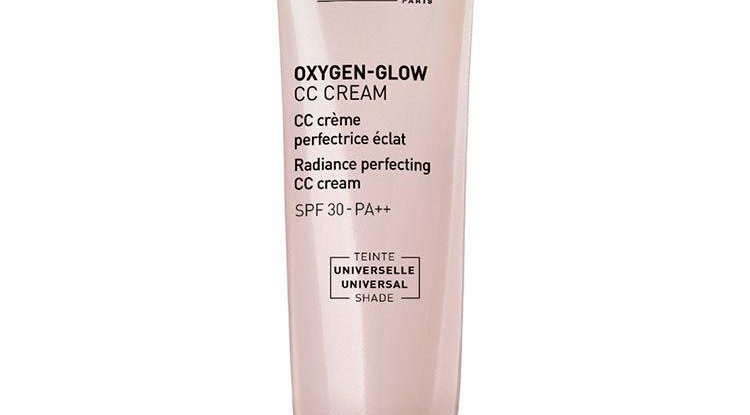 PARIS
OXYGEN-GLOW
CC CREAM
CC crème
perfectrice éclat
Radiance perfecting
CC cream
SPF 30-PA++
TEINTE
UNIVERSELLE
UNIVERSAL
SHADE